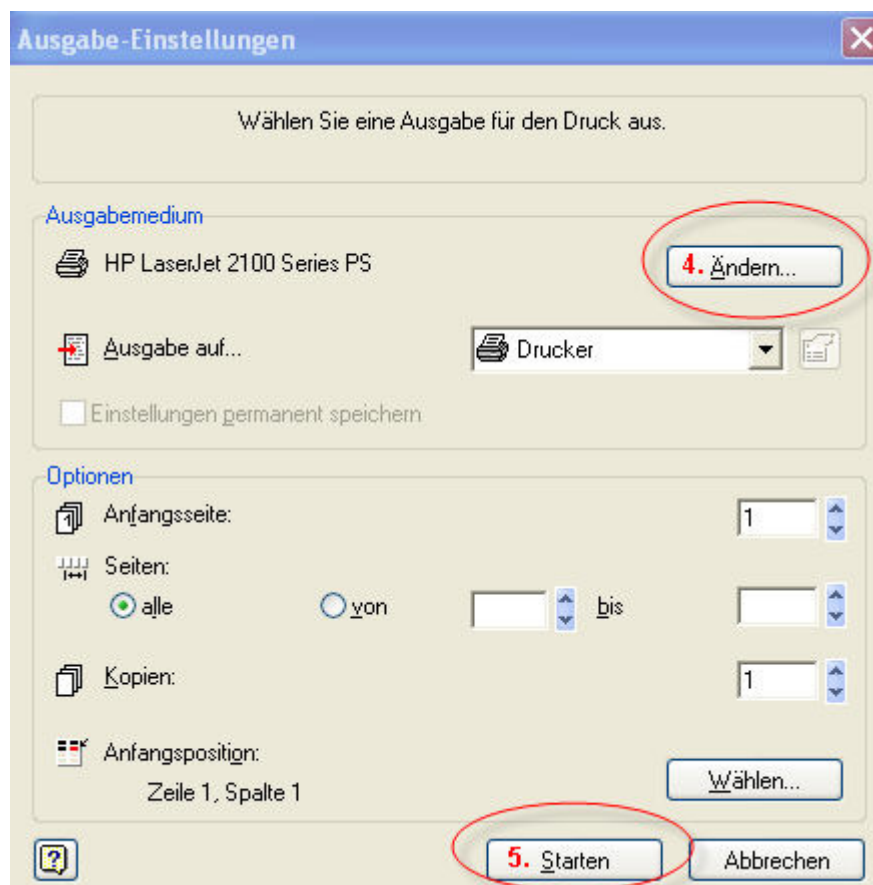 Ausgabe-Einstellungen
Wählen Sie eine Ausgabe für den Druck aus.
Ausgabemedium
HP LaserJet 2100 Series PS
4. Ändern...
Ausgabe auf...
Drucker
Einstellungen permanent speichern
Optionen
Anfangsseite:
1
Seiten:
alle von bis
Kopien:
1
Anfangsposition:
Zeile 1, Spalte 1
Wählen...
5. Starten
Abbrechen